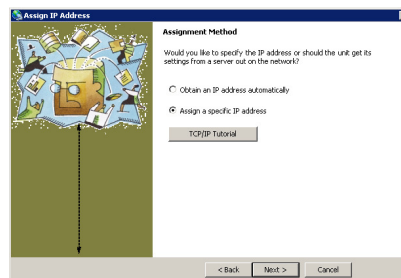 Assign IP Address
Assignment Method
Would you like to specify the IP address or should the unit get its
settings from a server out on the network?
Obtain an IP address automatically
Assign a specific IP address
TCP/IP Tutorial
< Back
Next >
Cancel